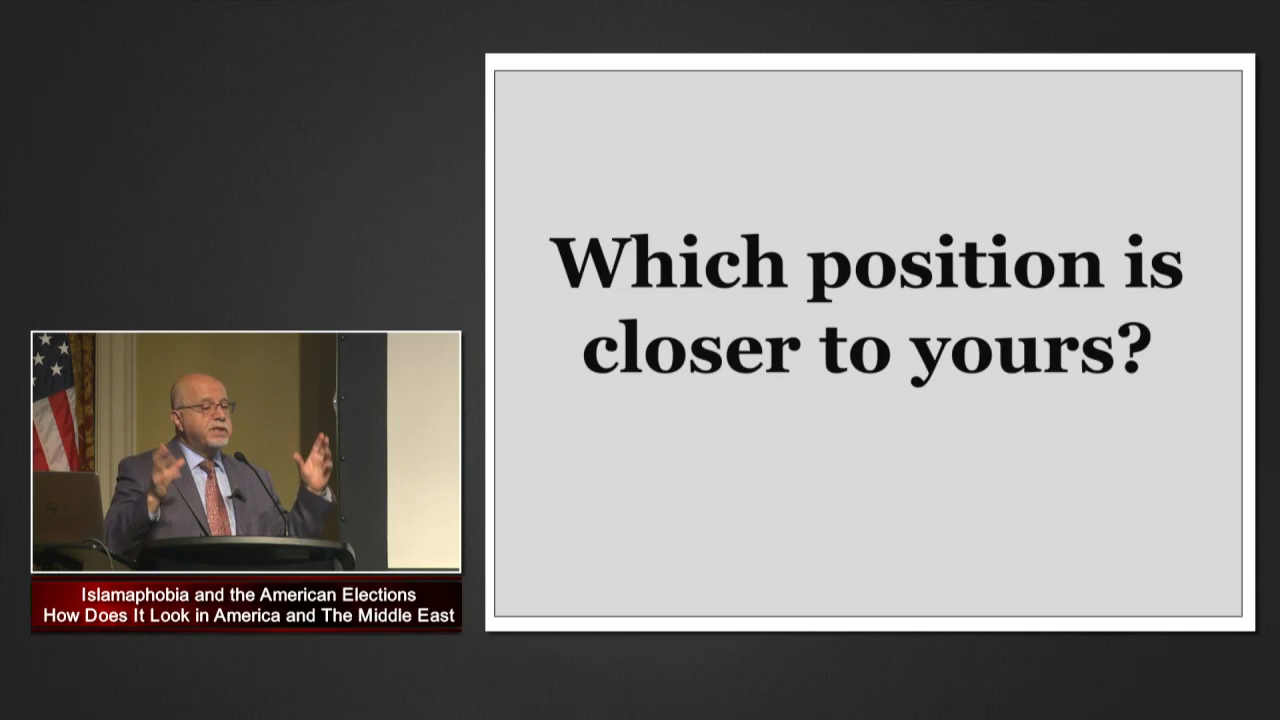 Which position is
closer to yours?
Islamaphobia and the American Elections
How Does It Look in America and The Middle East